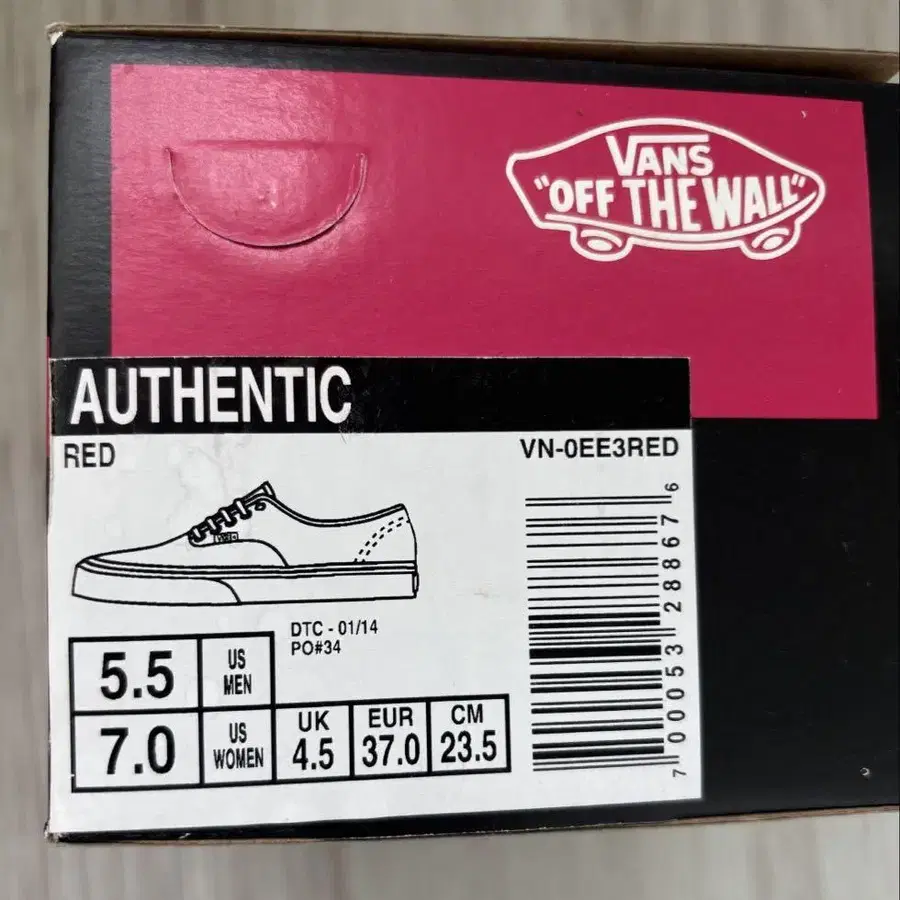 VANS
"OFF THE WALL"
AUTHENTIC
RED
VN-0EE3RED
DTC - 01/14
PO#34
5.5 US MEN
7.0 US WOMEN
UK 4.5
EUR 37.0
CM 23.5
7 00053 28867 6